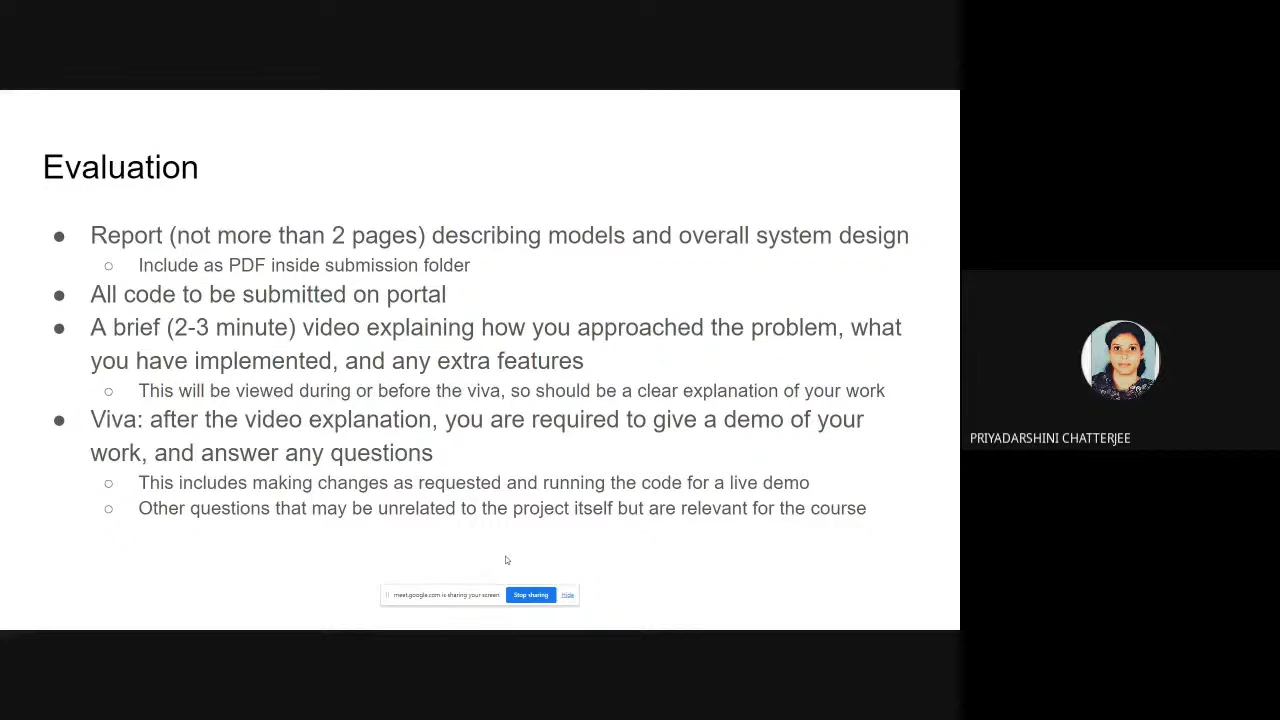 Evaluation
● Report (not more than 2 pages) describing models and overall system design
○ Include as PDF inside submission folder
● All code to be submitted on portal
● A brief (2-3 minute) video explaining how you approached the problem, what
you have implemented, and any extra features
○ This will be viewed during or before the viva, so should be a clear explanation of your work
● Viva: after the video explanation, you are required to give a demo of your
work, and answer any questions
○ This includes making changes as requested and running the code for a live demo
○ Other questions that may be unrelated to the project itself but are relevant for the course
meet.google.com is sharing your screen. Stop sharing Hide
PRIYADARSHINI CHATTERJEE